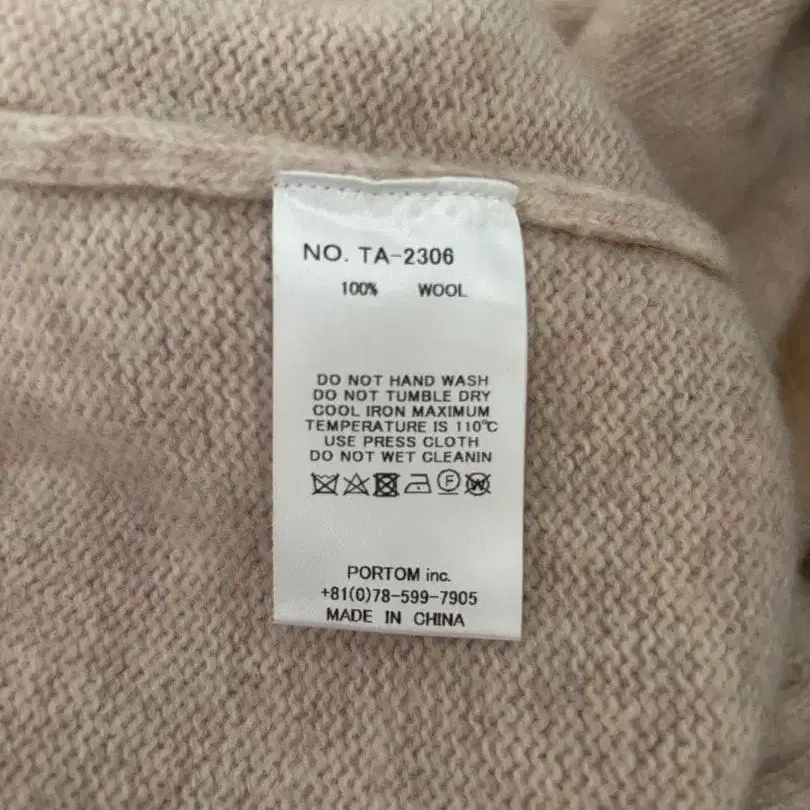 NO. TA-2306
100% WOOL
DO NOT HAND WASH
DO NOT TUMBLE DRY
COOL IRON MAXIMUM
TEMPERATURE IS 110℃
USE PRESS CLOTH
DO NOT WET CLEANIN
F W
PORTOM inc.
+81(0)78-599-7905
MADE IN CHINA